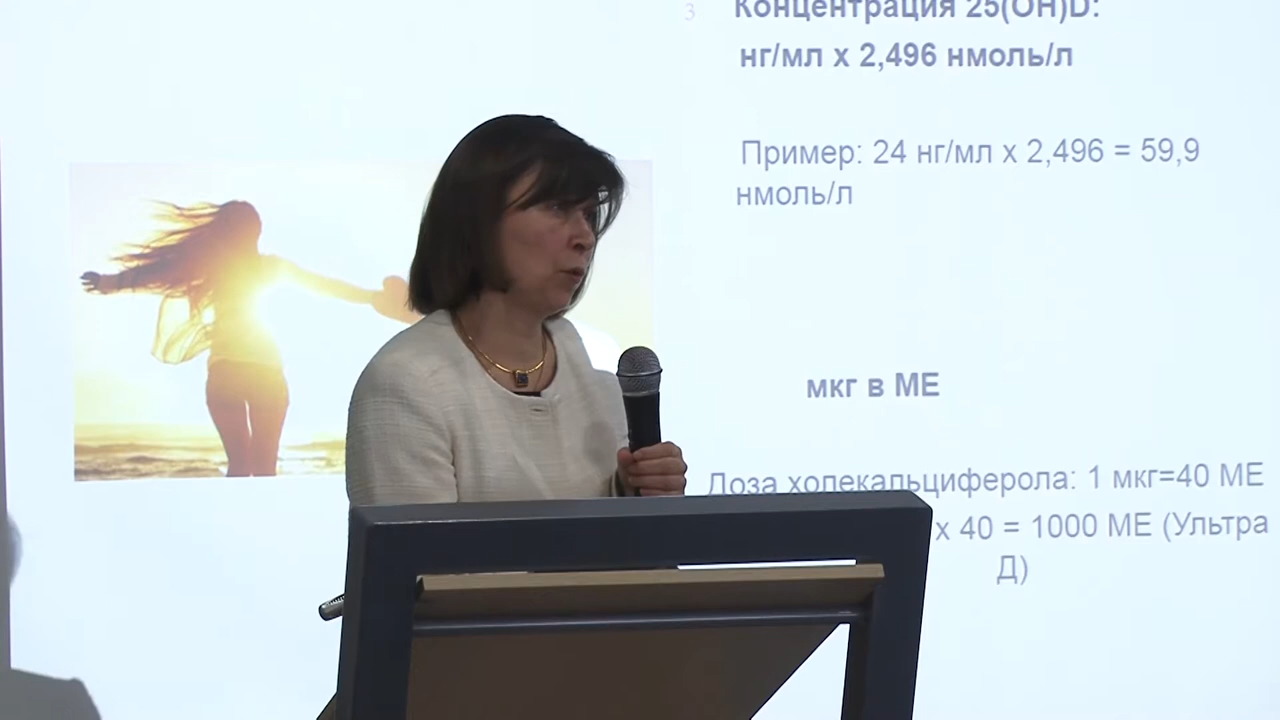 3
Концентрация 25(OH)D:
нг/мл x 2,496 нмоль/л
Пример: 24 нг/мл x 2,496 = 59,9
нмоль/л
мкг в МЕ
Доза холекальциферола: 1 мкг=40 МЕ
x 40 = 1000 МЕ (Ультра
Д)